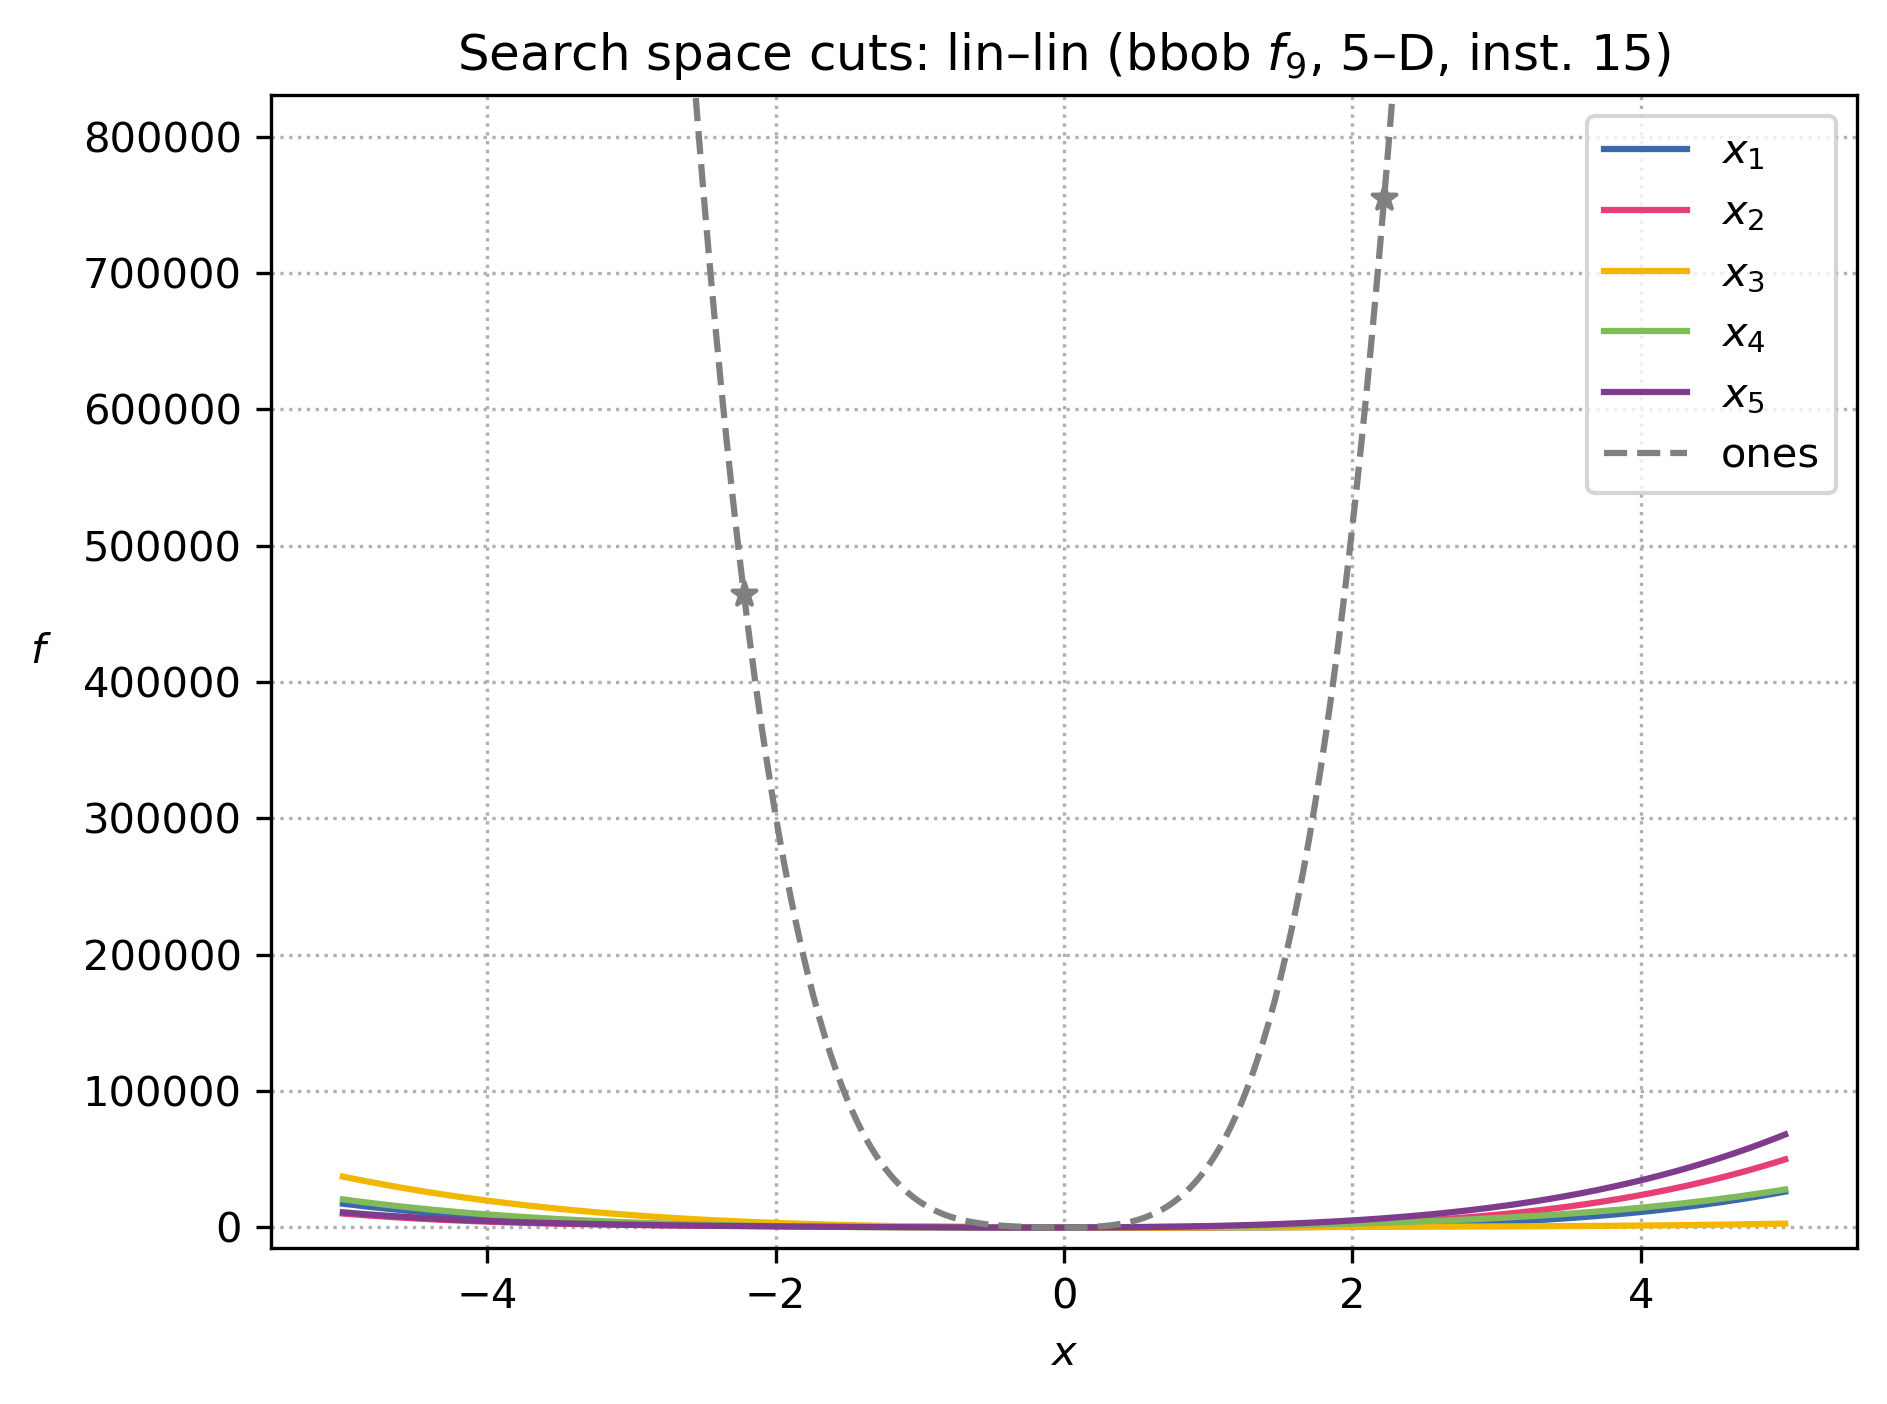 Search space cuts: lin–lin (bbob f₉, 5–D, inst. 15)
800000
700000
600000
500000
400000
300000
200000
100000
0
f
−4
−2
0
2
4
x
x₁
x₂
x₃
x₄
x₅
ones